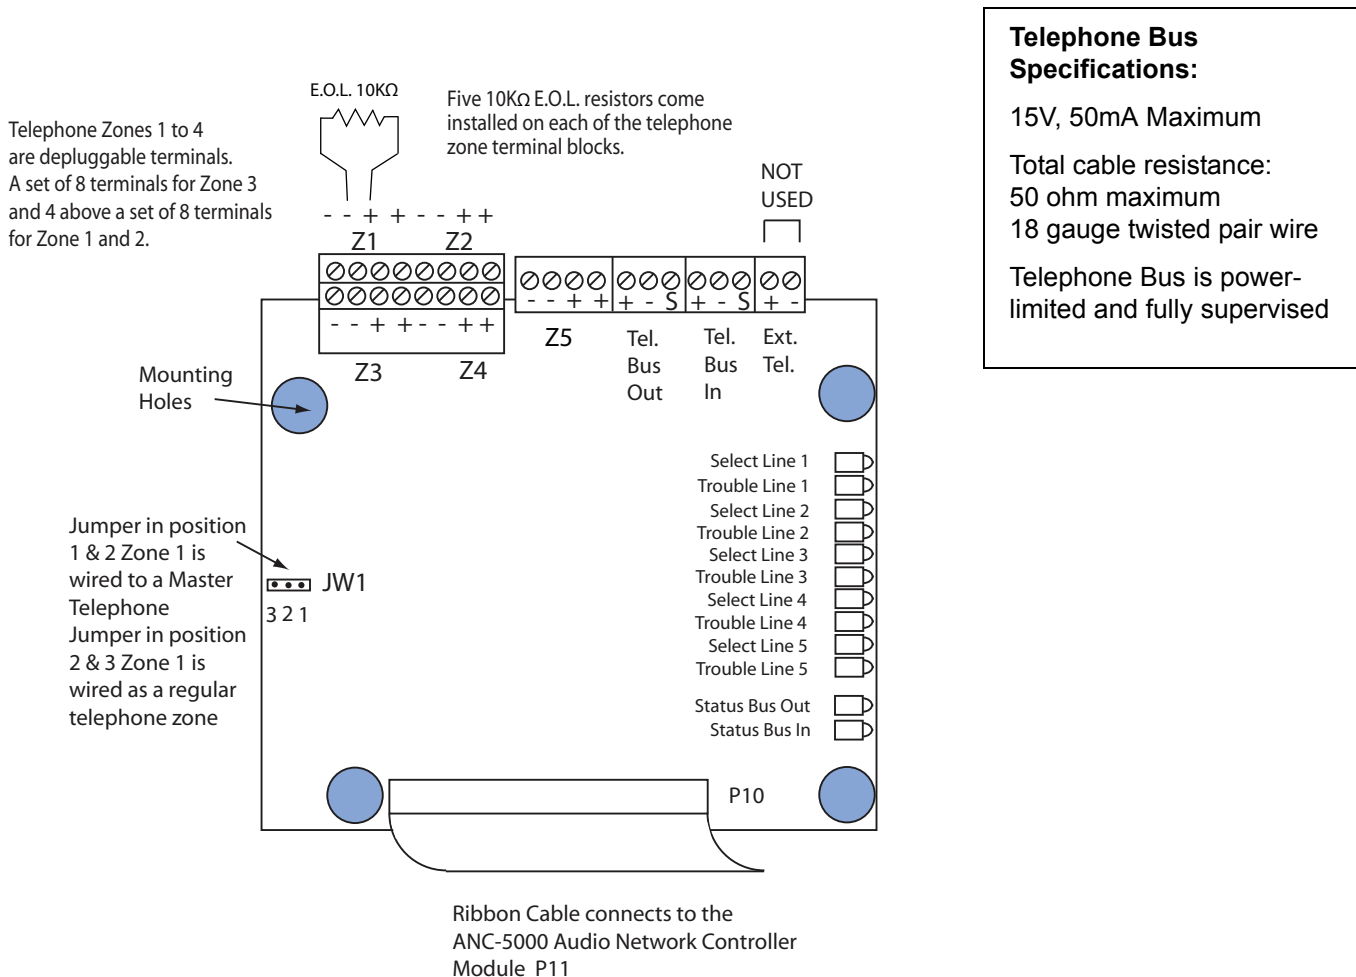 Telephone Bus
Specifications:
15V, 50mA Maximum
Total cable resistance:
50 ohm maximum
18 gauge twisted pair wire
Telephone Bus is power-
limited and fully supervised
E.O.L. 10KΩ
Five 10KΩ E.O.L. resistors come
installed on each of the telephone
zone terminal blocks.
Telephone Zones 1 to 4
are depluggable terminals.
A set of 8 terminals for Zone 3
and 4 above a set of 8 terminals
for Zone 1 and 2.
NOT
USED
- - + + - - + +
Z1 Z2
- - + + - - + +
Z3 Z4
- - + + + - S + - S + -
Z5
Tel.
Bus
Out
Tel.
Bus
In
Ext.
Tel.
Mounting
Holes
Select Line 1
Trouble Line 1
Select Line 2
Trouble Line 2
Select Line 3
Trouble Line 3
Select Line 4
Trouble Line 4
Select Line 5
Trouble Line 5
Status Bus Out
Status Bus In
Jumper in position
1 & 2 Zone 1 is
wired to a Master
Telephone
Jumper in position
2 & 3 Zone 1 is
wired as a regular
telephone zone
JW1
3 2 1
P10
Ribbon Cable connects to the
ANC-5000 Audio Network Controller
Module P11